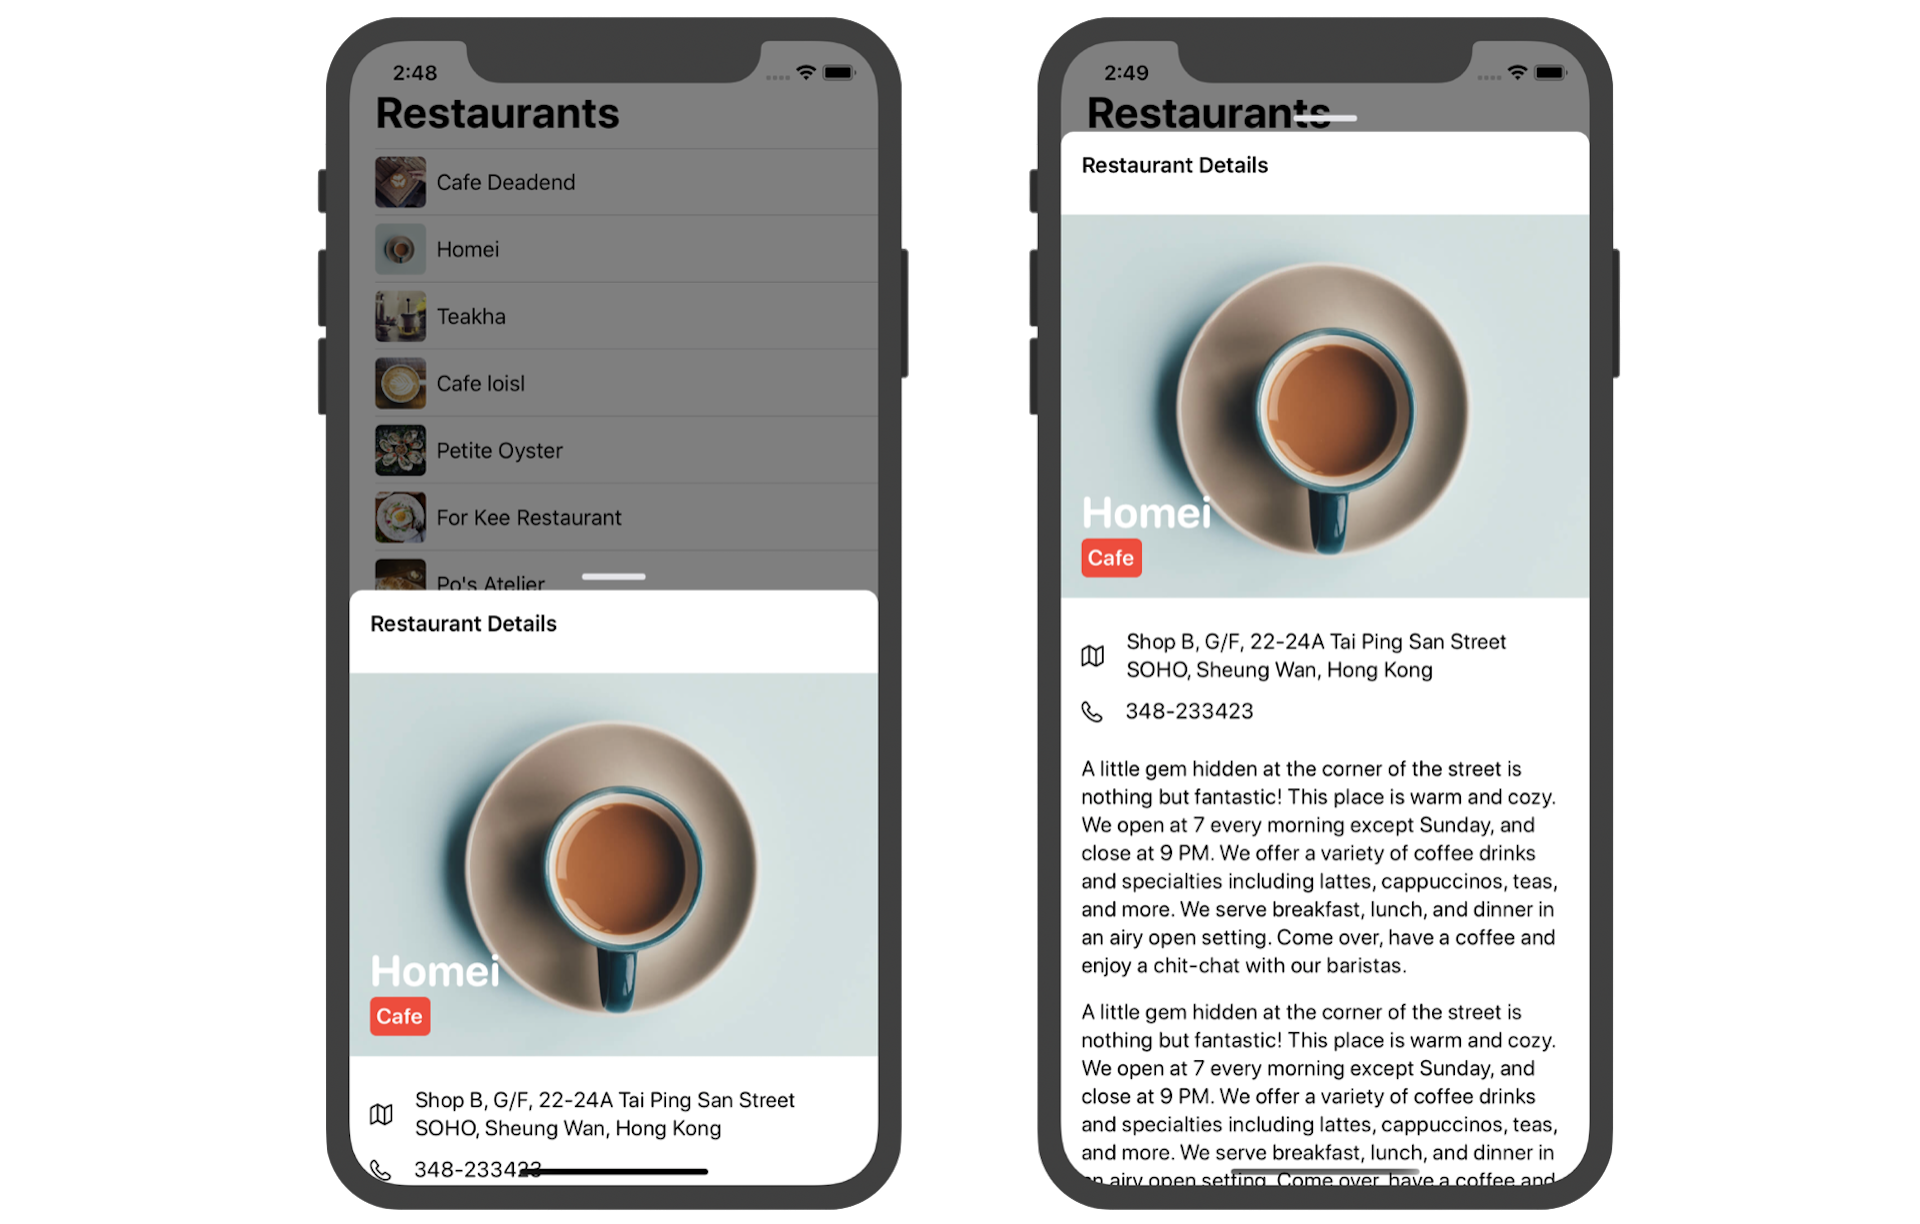 2:48
Restaurants
Cafe Deadend
Homei
Teakha
Cafe loisl
Petite Oyster
For Kee Restaurant
Po's Atelier
Restaurant Details
Homei
Cafe
Shop B, G/F, 22-24A Tai Ping San Street
SOHO, Sheung Wan, Hong Kong
348-233423
2:49
Restaurants
Restaurant Details
Homei
Cafe
Shop B, G/F, 22-24A Tai Ping San Street
SOHO, Sheung Wan, Hong Kong
348-233423
A little gem hidden at the corner of the street is
nothing but fantastic! This place is warm and cozy.
We open at 7 every morning except Sunday, and
close at 9 PM. We offer a variety of coffee drinks
and specialties including lattes, cappuccinos, teas,
and more. We serve breakfast, lunch, and dinner in
an airy open setting. Come over, have a coffee and
enjoy a chit-chat with our baristas.
A little gem hidden at the corner of the street is
nothing but fantastic! This place is warm and cozy.
We open at 7 every morning except Sunday, and
close at 9 PM. We offer a variety of coffee drinks
and specialties including lattes, cappuccinos, teas,
and more. We serve breakfast, lunch, and dinner in
an airy open setting. Come over, have a coffee and